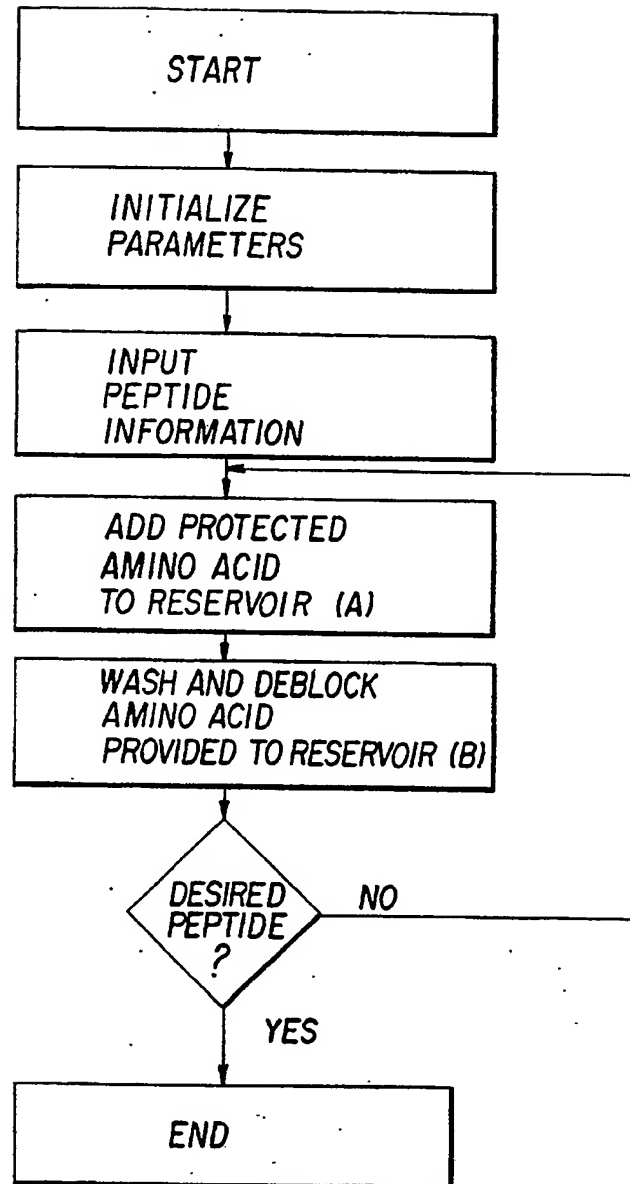 START
INITIALIZE
PARAMETERS
INPUT
PEPTIDE
INFORMATION
ADD PROTECTED
AMINO ACID
TO RESERVOIR (A)
WASH AND DEBLOCK
AMINO ACID
PROVIDED TO RESERVOIR (B)
DESIRED
PEPTIDE
?
NO
YES
END